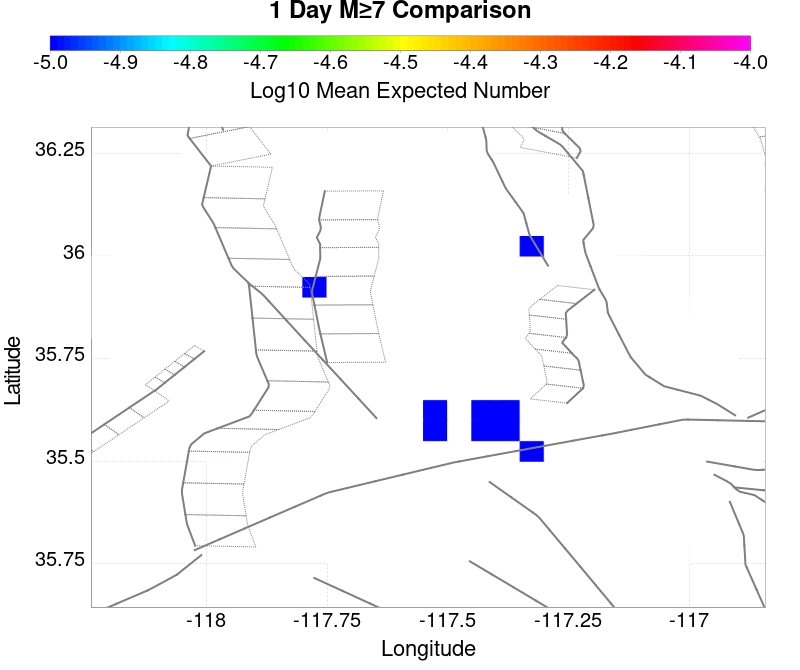 1 Day M≥7 Comparison
-5.0 -4.9 -4.8 -4.7 -4.6 -4.5 -4.4 -4.3 -4.2 -4.1 -4.0
Log10 Mean Expected Number
36.25
36
35.75
35.5
35.75
Latitude
-118 -117.75 -117.5 -117.25 -117
Longitude